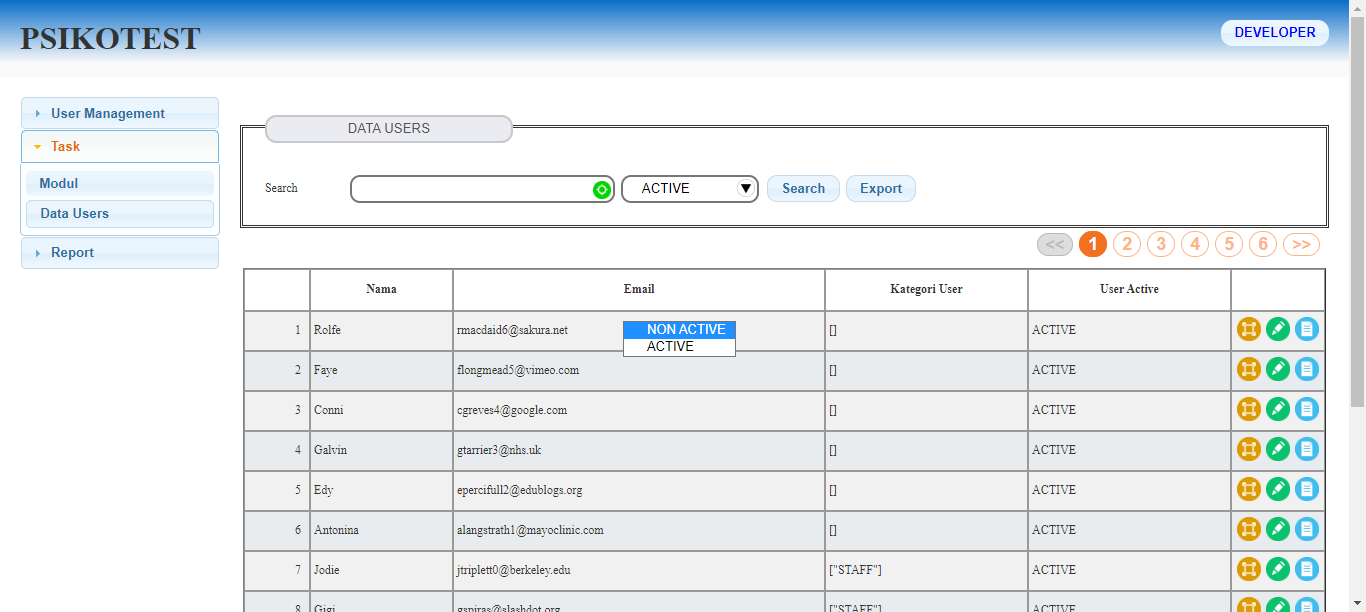 PSIKOTEST
DEVELOPER
User Management
Task
Modul
Data Users
Report
DATA USERS
Search ACTIVE Search Export
<< 1 2 3 4 5 6 >>
Nama Email Kategori User User Active
1 Rolfe rmacdaid6@sakura.net [] ACTIVE
NON ACTIVE
ACTIVE
2 Faye flongmead5@vimeo.com [] ACTIVE
3 Conni cgreves4@google.com [] ACTIVE
4 Galvin gtarrier3@nhs.uk [] ACTIVE
5 Edy epercifull2@edublogs.org [] ACTIVE
6 Antonina alangstrath1@mayoclinic.com [] ACTIVE
7 Jodie jtriplett0@berkeley.edu ["STAFF"] ACTIVE
8 Gigi gspiras@slashdot.org ["STAFF"] ACTIVE